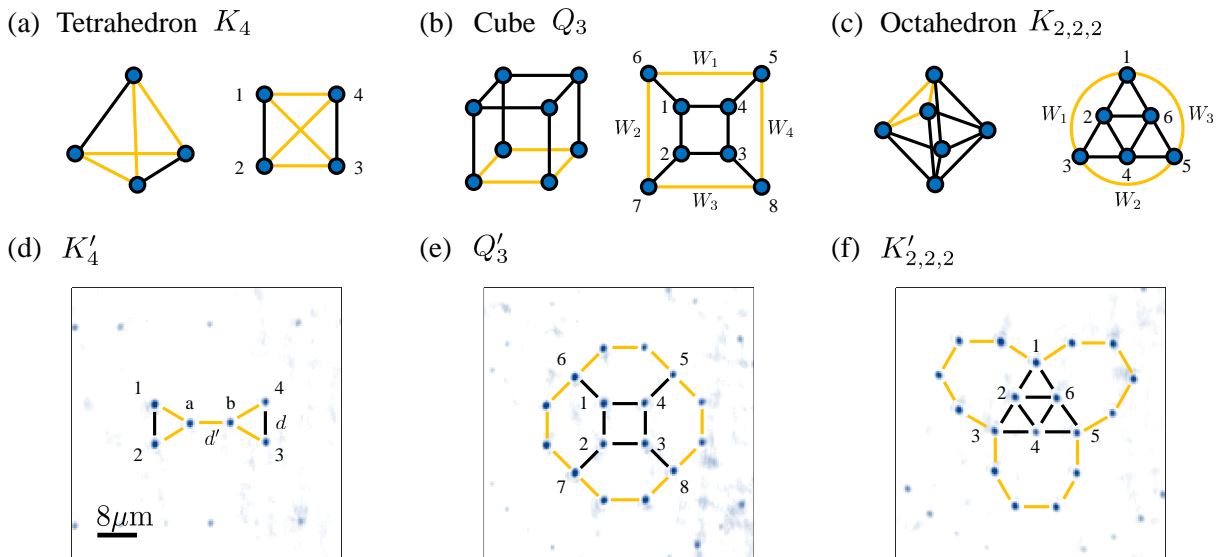 (a) Tetrahedron K₄
(b) Cube Q₃
(c) Octahedron K₂,₂,₂
1 4
2 3
6 W₁ 5
1 4
W₂ W₄
2 3
7 W₃ 8
1
W₁ 2 6 W₃
3 4 5
W₂
(d) K′₄
(e) Q′₃
(f) K′₂,₂,₂
1 a b 4
d′ d
2 3
8μm
6 5
1 4
2 3
7 8
1
2 6
3 4 5